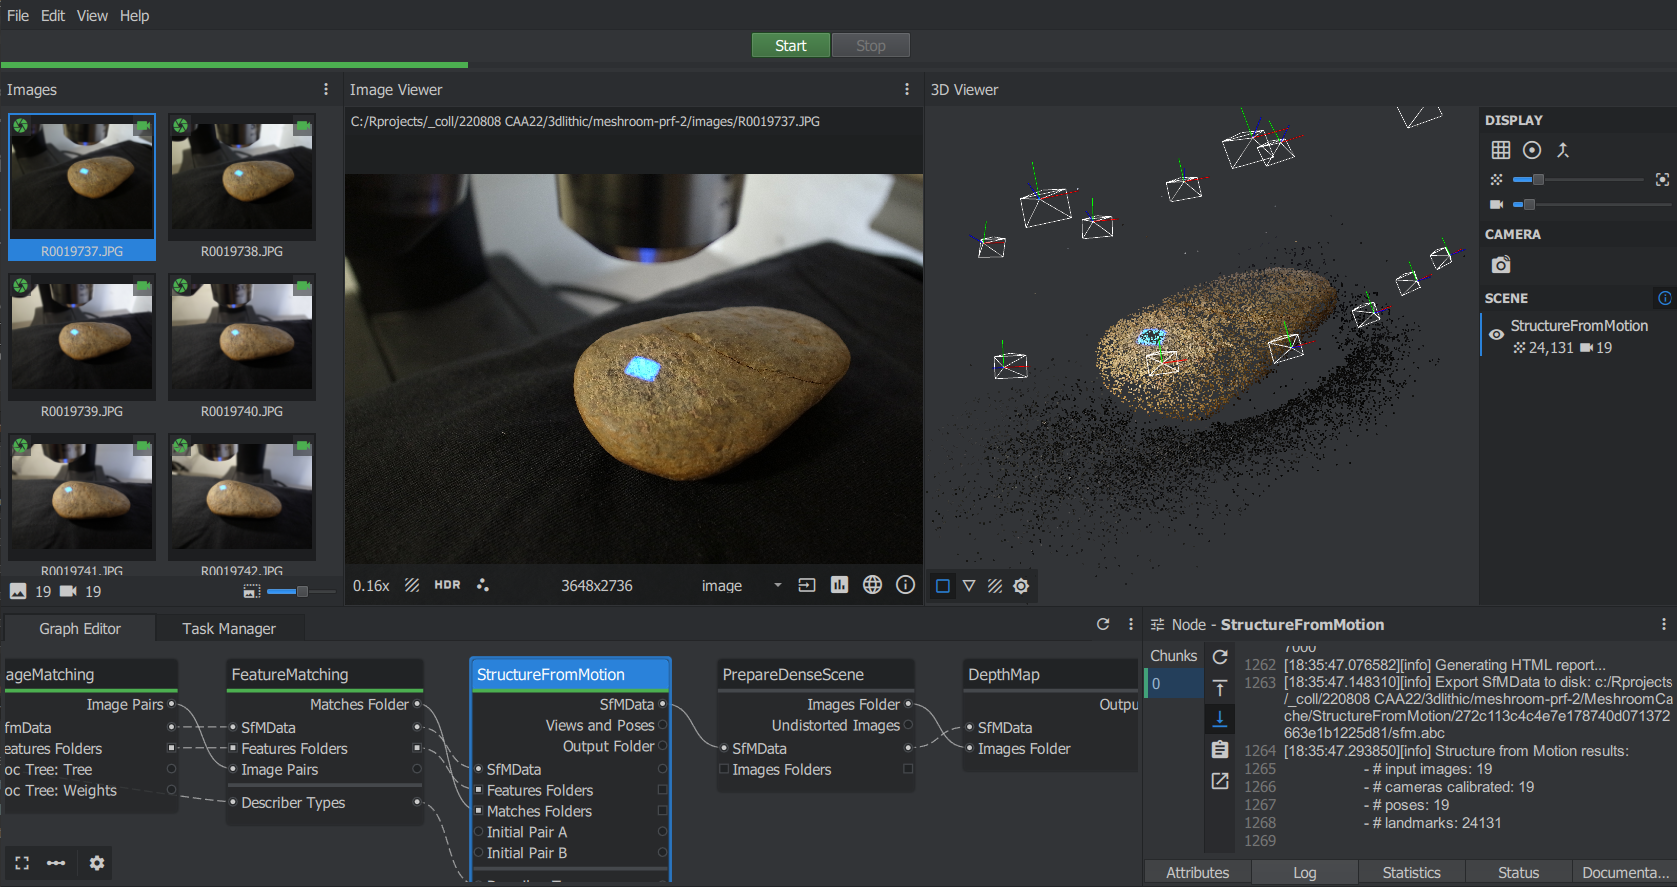 File Edit View Help
Start Stop
Images
R0019737.JPG R0019738.JPG
R0019739.JPG R0019740.JPG
R0019741.JPG R0019742.JPG
19 19
Image Viewer
C:/Rprojects/_coll/220808 CAA22/3dlithic/meshroom-prf-2/images/R0019737.JPG
0.16x HDR 3648x2736 image
3D Viewer
DISPLAY
CAMERA
SCENE
StructureFromMotion
24,131 19
Graph Editor Task Manager
ageMatching
Image Pairs
fmData
eatures Folders
oc Tree: Tree
oc Tree: Weights
FeatureMatching
Matches Folder
SfMData
Features Folders
Image Pairs
Describer Types
StructureFromMotion
SfMData
Views and Poses
Output Folder
SfMData
Features Folders
Matches Folders
Initial Pair A
Initial Pair B
PrepareDenseScene
Images Folder
Undistorted Images
SfMData
Images Folders
DepthMap
Outpu
SfMData
Images Folder
Node - StructureFromMotion
Chunks
0
7000
1262 [18:35:47.076582][info] Generating HTML report...
1263 [18:35:47.148310][info] Export SfMData to disk: c:/Rprojects
/_coll/220808 CAA22/3dlithic/meshroom-prf-2/MeshroomCa
che/StructureFromMotion/272c113c4c4e7e178740d071372
663e1b1225d81/sfm.abc
1264 [18:35:47.293850][info] Structure from Motion results:
1265 - # input images: 19
1266 - # cameras calibrated: 19
1267 - # poses: 19
1268 - # landmarks: 24131
1269
Attributes Log Statistics Status Documenta...